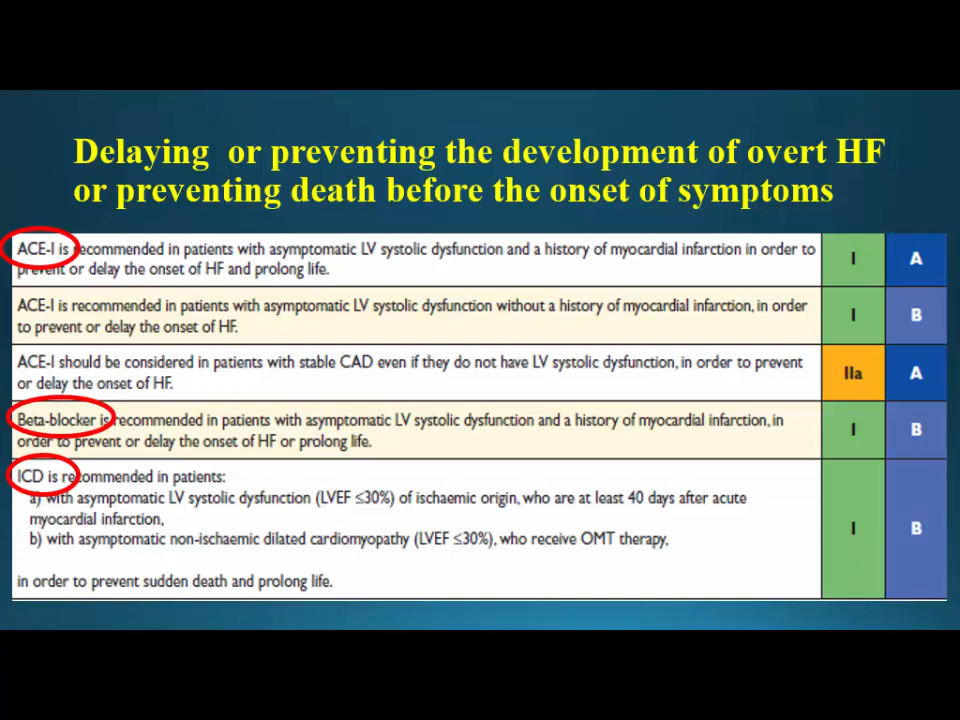 Delaying or preventing the development of overt HF
or preventing death before the onset of symptoms
ACE-I is recommended in patients with asymptomatic LV systolic dysfunction and a history of myocardial infarction in order to
prevent or delay the onset of HF and prolong life.
I
A
ACE-I is recommended in patients with asymptomatic LV systolic dysfunction without a history of myocardial infarction, in order
to prevent or delay the onset of HF.
I
B
ACE-I should be considered in patients with stable CAD even if they do not have LV systolic dysfunction, in order to prevent
or delay the onset of HF.
IIa
A
Beta-blocker is recommended in patients with asymptomatic LV systolic dysfunction and a history of myocardial infarction, in
order to prevent or delay the onset of HF or prolong life.
I
B
ICD is recommended in patients:
a) with asymptomatic LV systolic dysfunction (LVEF ≤30%) of ischaemic origin, who are at least 40 days after acute
myocardial infarction,
b) with asymptomatic non-ischaemic dilated cardiomyopathy (LVEF ≤30%), who receive OMT therapy,
in order to prevent sudden death and prolong life.
I
B